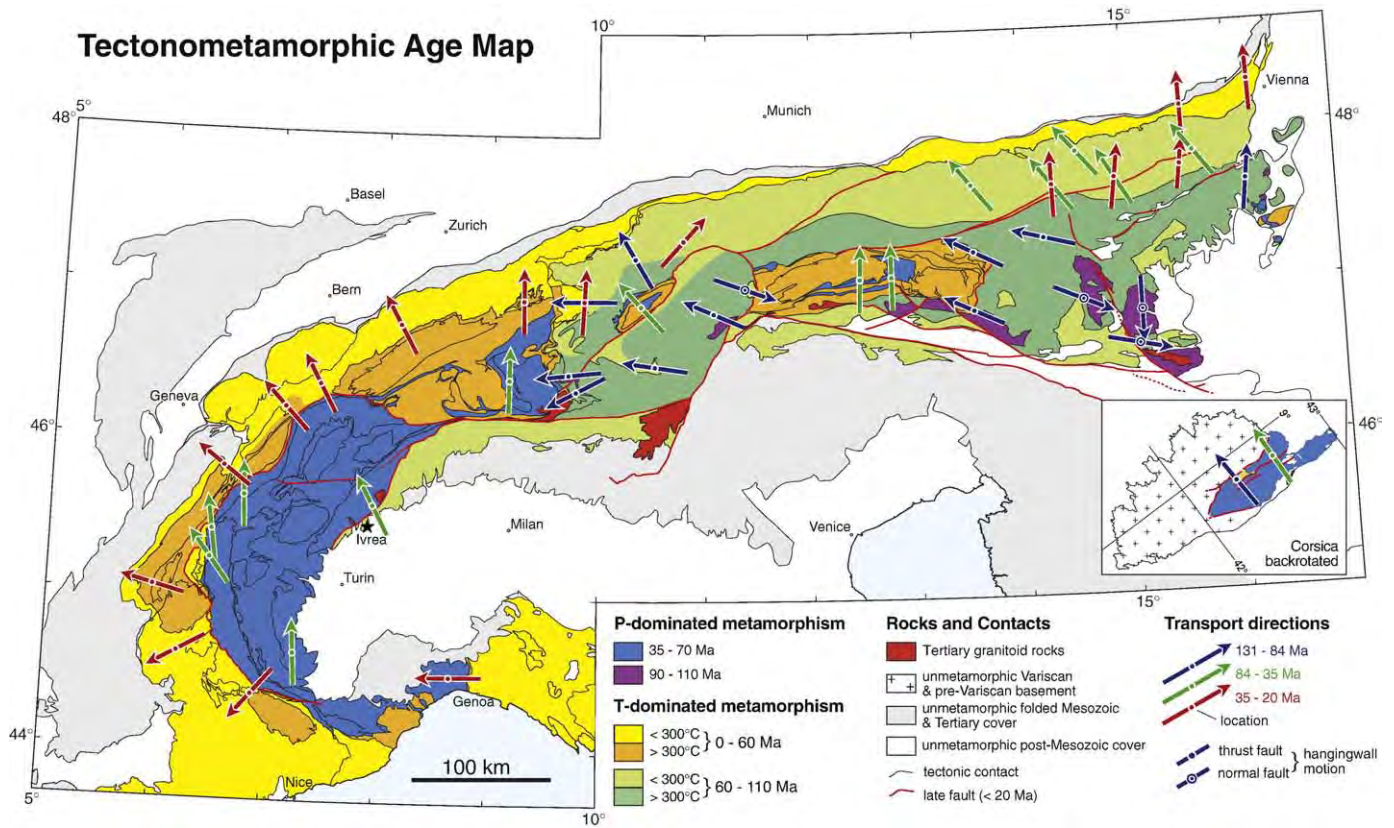 Tectonometamorphic Age Map
10°
15°
48°
5°
Vienna
48°
Munich
Basel
Zurich
Bern
Geneva
46°
46°
9°
43°
42°
Corsica
backrotated
Ivrea
Milan
Venice
Turin
Genoa
44°
Nice
5°
10°
15°
100 km
P-dominated metamorphism
35 - 70 Ma
90 - 110 Ma
T-dominated metamorphism
< 300°C
> 300°C
} 0 - 60 Ma
< 300°C
> 300°C
} 60 - 110 Ma
Rocks and Contacts
Tertiary granitoid rocks
unmetamorphic Variscan
& pre-Variscan basement
unmetamorphic folded Mesozoic
& Tertiary cover
unmetamorphic post-Mesozoic cover
tectonic contact
late fault (< 20 Ma)
Transport directions
131 - 84 Ma
84 - 35 Ma
35 - 20 Ma
location
thrust fault
normal fault
} hangingwall
motion